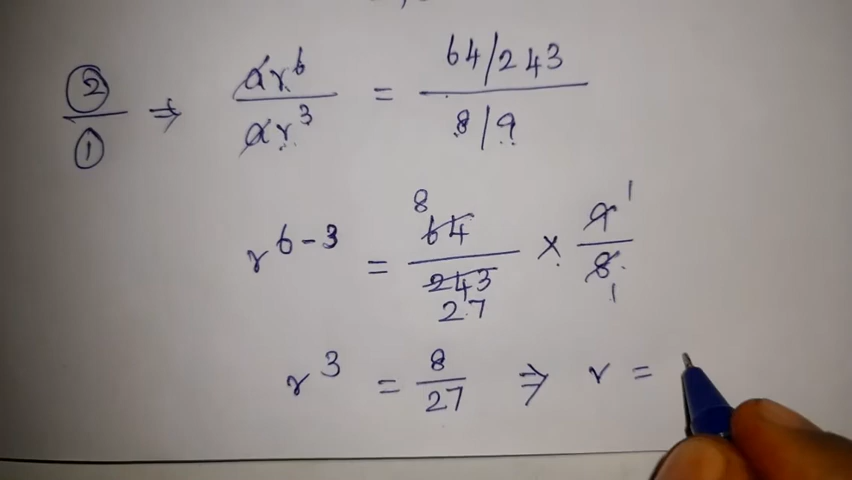 ②/① ⇒ ar⁶/ar³ = 64/243 / 8/9
r⁶⁻³ = 8 64/243 27 × 9 1/8 1
r³ = 8/27 ⇒ r =